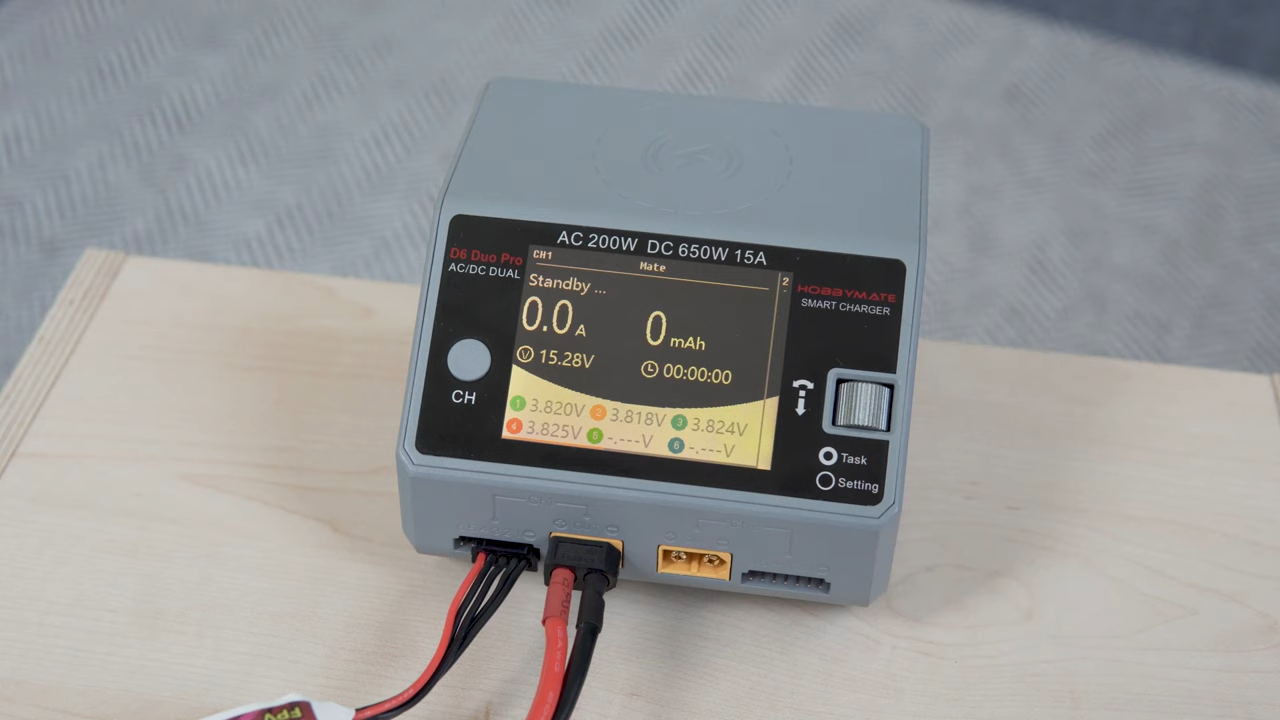 AC 200W DC 650W 15A
D6 Duo Pro
AC/DC DUAL
CH1
Mate
2
Standby ...
0.0 A
0 mAh
15.28V
00:00:00
1 3.820V 2 3.818V 3 3.824V
4 3.825V 5 -.---V 6 -.---V
HOBBYMATE
SMART CHARGER
CH
Task
Setting
FPV